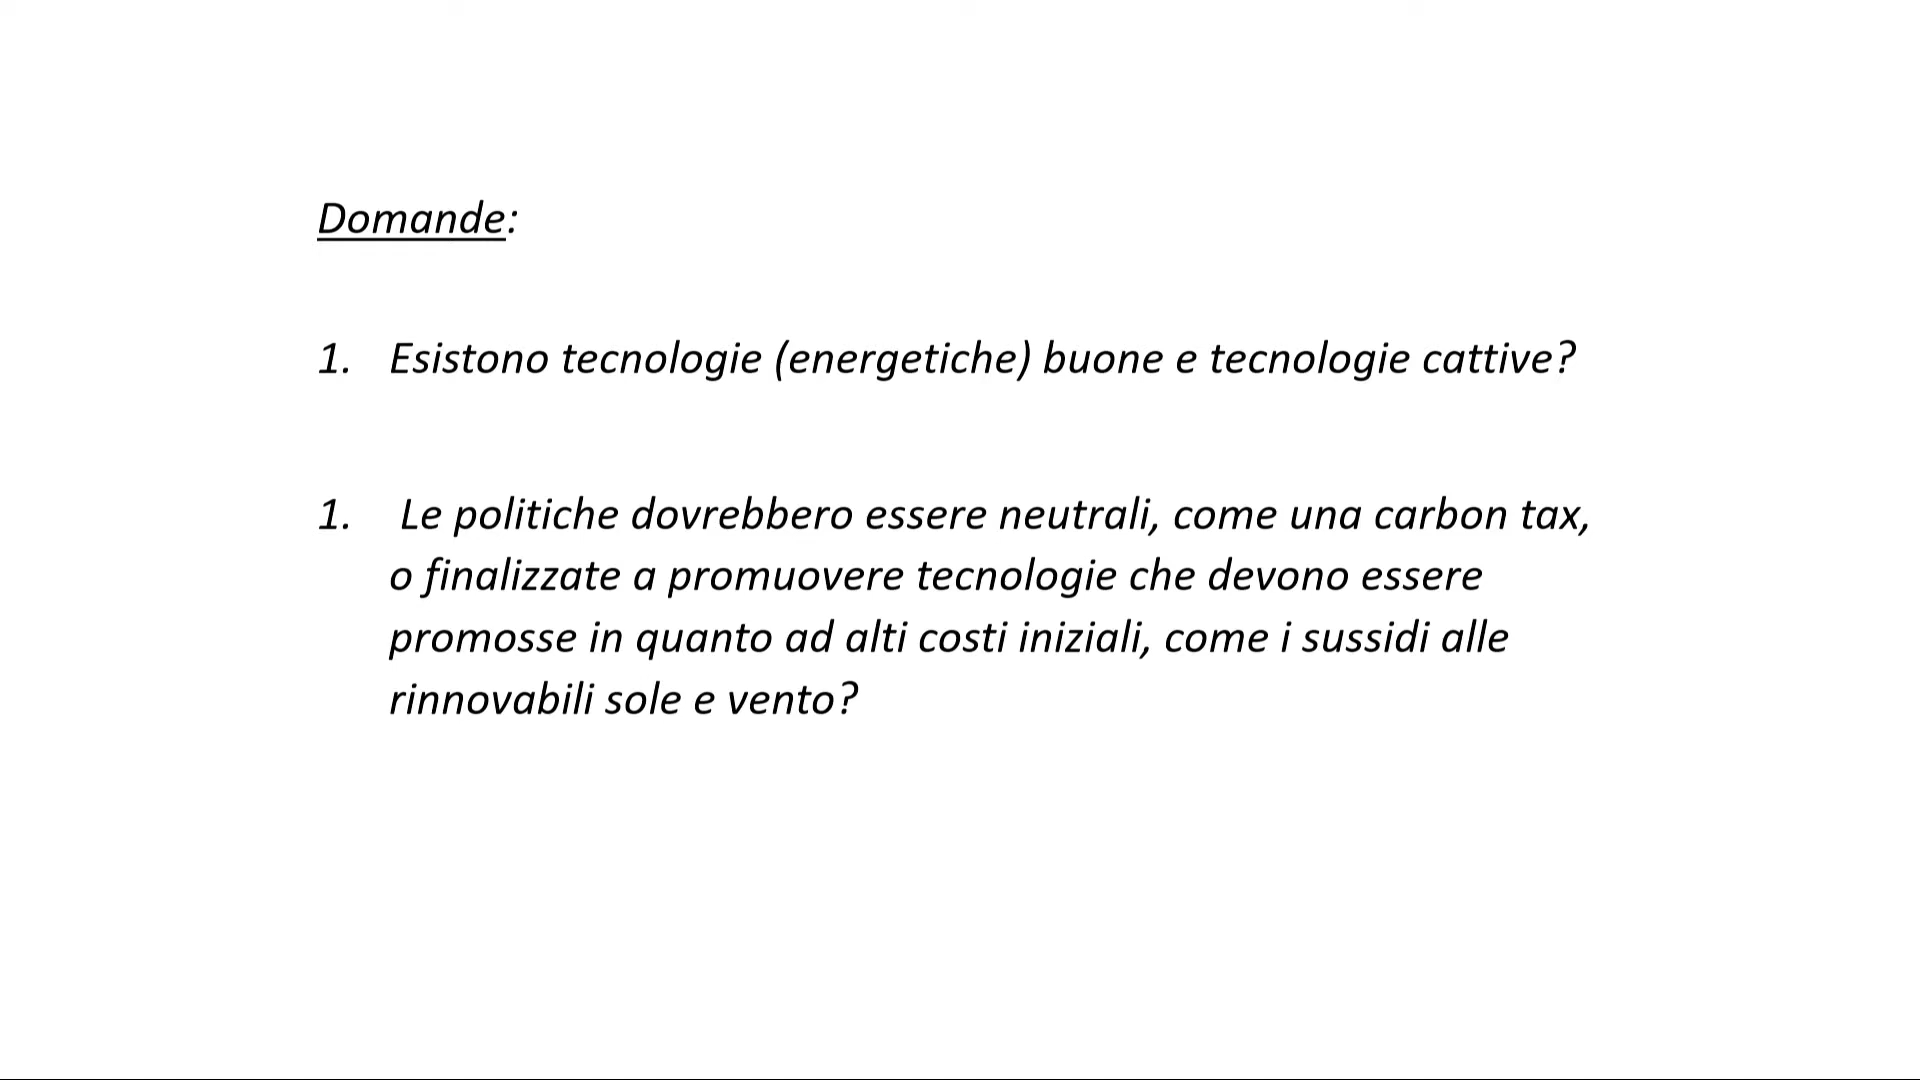 Domande:
1. Esistono tecnologie (energetiche) buone e tecnologie cattive?
1. Le politiche dovrebbero essere neutrali, come una carbon tax,
o finalizzate a promuovere tecnologie che devono essere
promosse in quanto ad alti costi iniziali, come i sussidi alle
rinnovabili sole e vento?